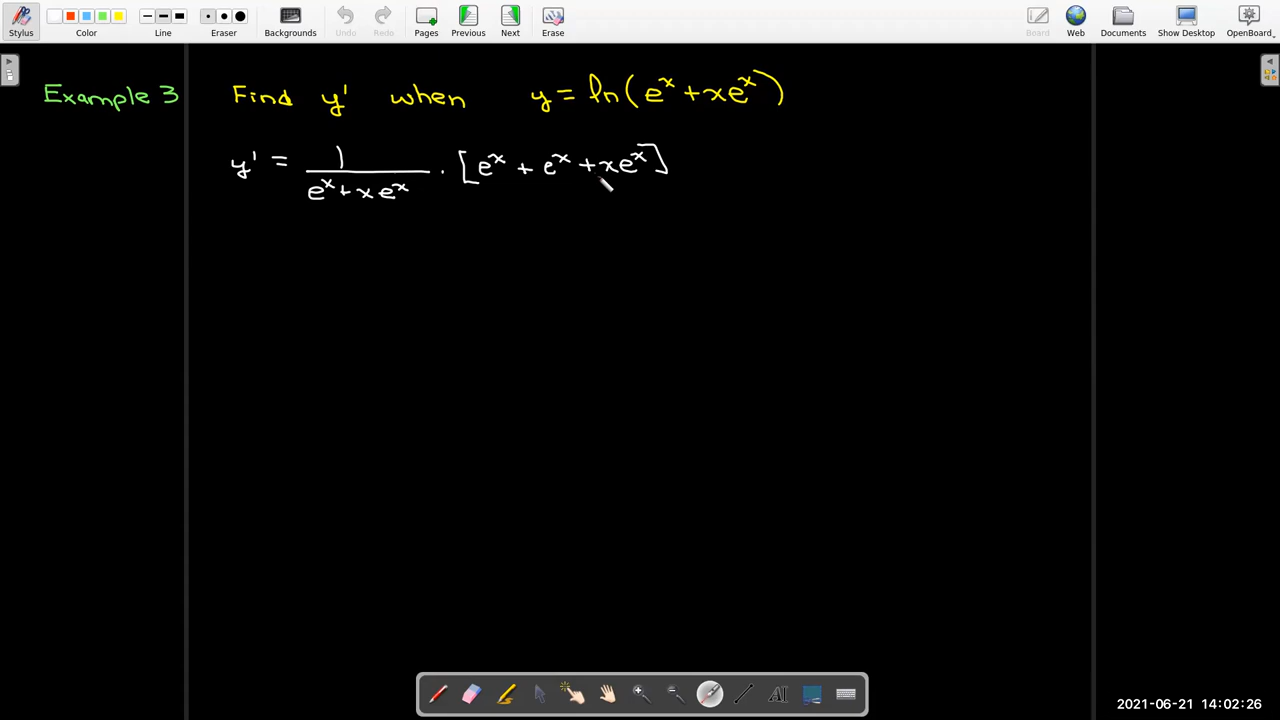 Stylus
Color
Line
Eraser
Backgrounds
Undo
Redo
Pages
Previous
Next
Erase
Board
Web
Documents
Show Desktop
OpenBoard
Example 3
Find y' when y = ln(e^x + xe^x)
y' = 1/(e^x + xe^x) · [e^x + e^x + xe^x]
AI
2021-06-21 14:02:26